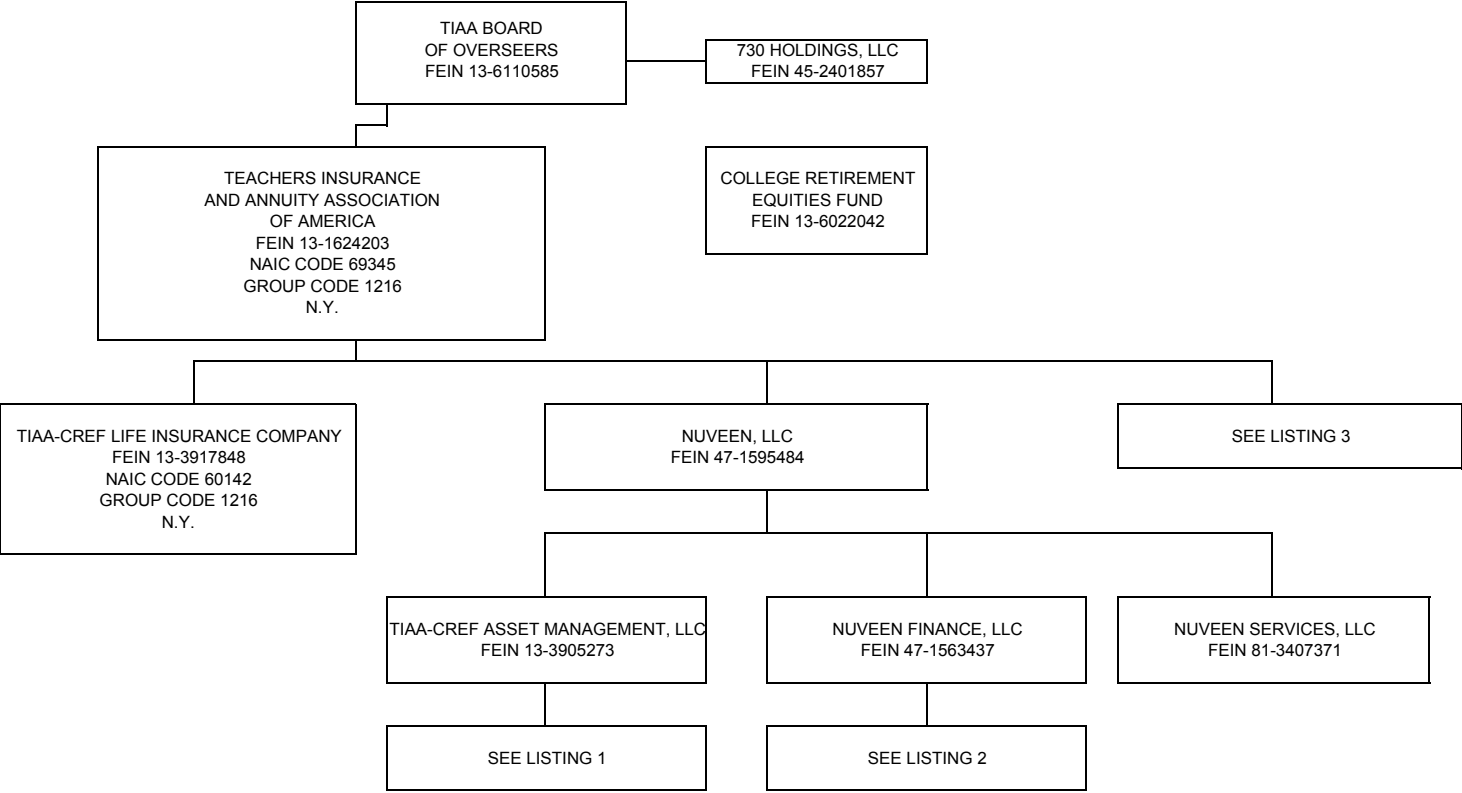 TIAA BOARD
OF OVERSEERS
FEIN 13-6110585
730 HOLDINGS, LLC
FEIN 45-2401857
TEACHERS INSURANCE
AND ANNUITY ASSOCIATION
OF AMERICA
FEIN 13-1624203
NAIC CODE 69345
GROUP CODE 1216
N.Y.
COLLEGE RETIREMENT
EQUITIES FUND
FEIN 13-6022042
TIAA-CREF LIFE INSURANCE COMPANY
FEIN 13-3917848
NAIC CODE 60142
GROUP CODE 1216
N.Y.
NUVEEN, LLC
FEIN 47-1595484
SEE LISTING 3
TIAA-CREF ASSET MANAGEMENT, LLC
FEIN 13-3905273
NUVEEN FINANCE, LLC
FEIN 47-1563437
NUVEEN SERVICES, LLC
FEIN 81-3407371
SEE LISTING 1
SEE LISTING 2